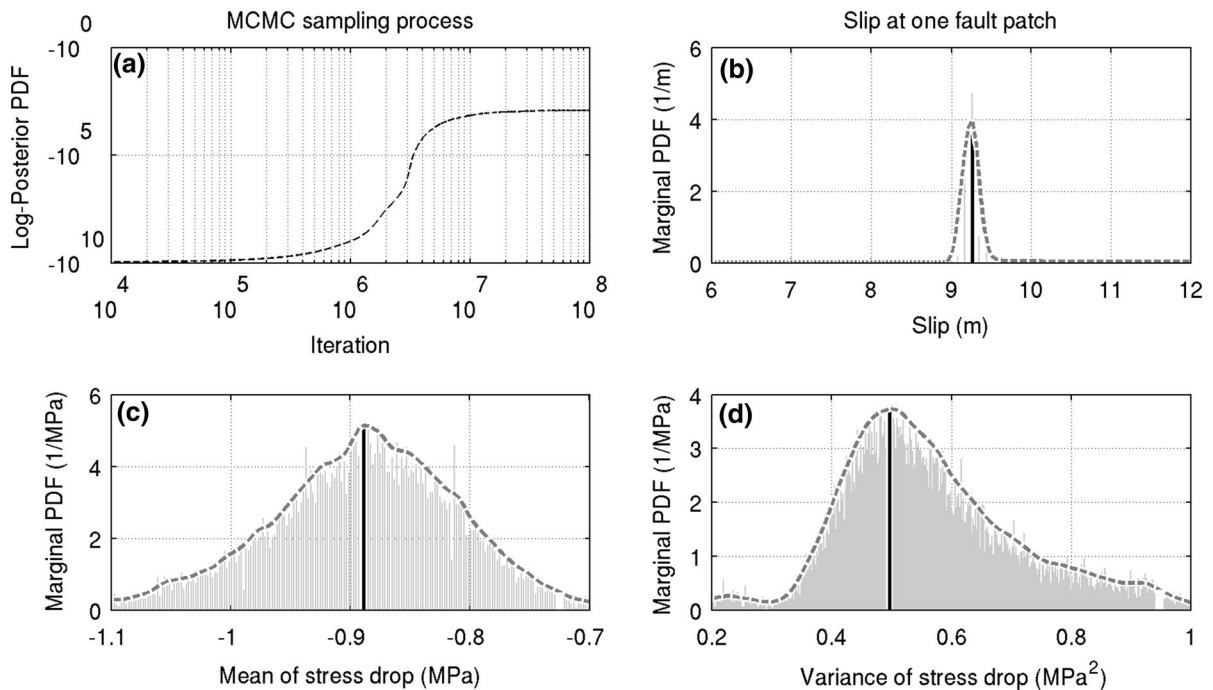 MCMC sampling process
(a)
Log-Posterior PDF
0
-10
5
-10
10
-10
4 5 6 7 8
10 10 10 10 10
Iteration
Slip at one fault patch
(b)
Marginal PDF (1/m)
6
4
2
0
6 7 8 9 10 11 12
Slip (m)
(c)
Marginal PDF (1/MPa)
6
4
2
0
-1.1 -1 -0.9 -0.8 -0.7
Mean of stress drop (MPa)
(d)
Marginal PDF (1/MPa)
4
3
2
1
0
0.2 0.4 0.6 0.8 1
Variance of stress drop (MPa²)